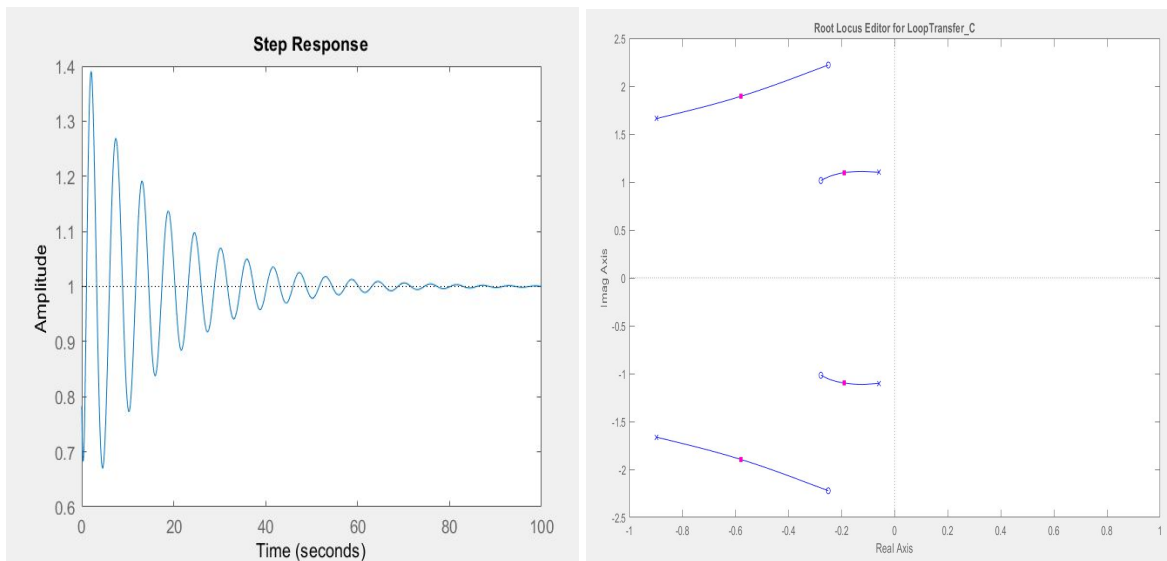 Step Response
Amplitude
1.4
1.3
1.2
1.1
1
0.9
0.8
0.7
0.6
0 20 40 60 80 100
Time (seconds)
Root Locus Editor for LoopTransfer_C
Imag Axis
2.5
2
1.5
1
0.5
0
-0.5
-1
-1.5
-2
-2.5
-1 -0.8 -0.6 -0.4 -0.2 0 0.2 0.4 0.6 0.8 1
Real Axis